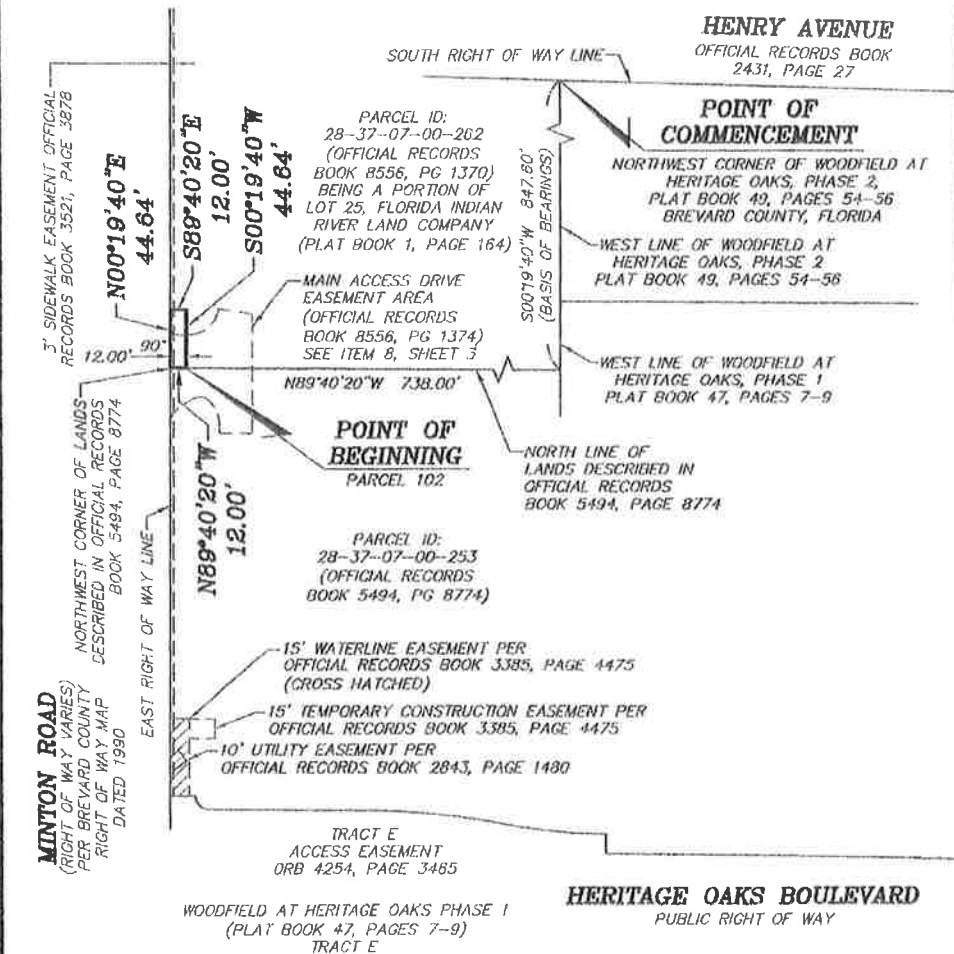 HENRY AVENUE
OFFICIAL RECORDS BOOK
2431, PAGE 27
SOUTH RIGHT OF WAY LINE
POINT OF
COMMENCEMENT
NORTHWEST CORNER OF WOODFIELD AT
HERITAGE OAKS, PHASE 2,
PLAT BOOK 49, PAGES 54-56
BREVARD COUNTY, FLORIDA
WEST LINE OF WOODFIELD AT
HERITAGE OAKS, PHASE 2
PLAT BOOK 49, PAGES 54-56
WEST LINE OF WOODFIELD AT
HERITAGE OAKS, PHASE 1
PLAT BOOK 47, PAGES 7-9
S00°19'40"W 847.60'
(BASIS OF BEARINGS)
PARCEL ID:
28-37-07-00-262
(OFFICIAL RECORDS
BOOK 8556, PG 1370)
BEING A PORTION OF
LOT 25, FLORIDA INDIAN
RIVER LAND COMPANY
(PLAT BOOK 1, PAGE 164)
MAIN ACCESS DRIVE
EASEMENT AREA
(OFFICIAL RECORDS
BOOK 8556, PG 1374)
SEE ITEM 8, SHEET 3
3' SIDEWALK EASEMENT OFFICIAL
RECORDS BOOK 3521, PAGE 3878
N00°19'40"E
44.64'
S89°40'20"E
12.00'
S00°19'40"W
44.64'
12.00'
90°
N89°40'20"W 738.00'
POINT OF
BEGINNING
PARCEL 102
NORTH LINE OF
LANDS DESCRIBED IN
OFFICIAL RECORDS
BOOK 5494, PAGE 8774
N89°40'20"W
12.00'
NORTHWEST CORNER OF LANDS
DESCRIBED IN OFFICIAL RECORDS
BOOK 5494, PAGE 8774
EAST RIGHT OF WAY LINE
PARCEL ID:
28-37-07-00-253
(OFFICIAL RECORDS
BOOK 5494, PG 8774)
15' WATERLINE EASEMENT PER
OFFICIAL RECORDS BOOK 3385, PAGE 4475
(CROSS HATCHED)
15' TEMPORARY CONSTRUCTION EASEMENT PER
OFFICIAL RECORDS BOOK 3385, PAGE 4475
10' UTILITY EASEMENT PER
OFFICIAL RECORDS BOOK 2843, PAGE 1480
MINTON ROAD
(RIGHT OF WAY VARIES)
PER BREVARD COUNTY
RIGHT OF WAY MAP
DATED 1990
TRACT E
ACCESS EASEMENT
ORB 4254, PAGE 3465
WOODFIELD AT HERITAGE OAKS PHASE 1
(PLAT BOOK 47, PAGES 7-9)
TRACT E
HERITAGE OAKS BOULEVARD
PUBLIC RIGHT OF WAY